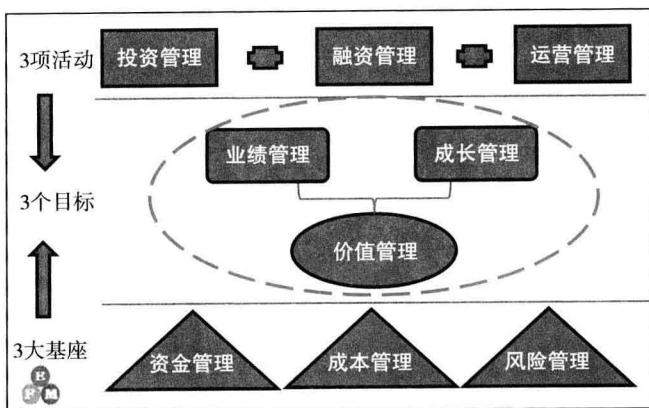 3项活动 投资管理 融资管理 运营管理
业绩管理 成长管理
3个目标
价值管理
3大基座 资金管理 成本管理 风险管理
E
F M